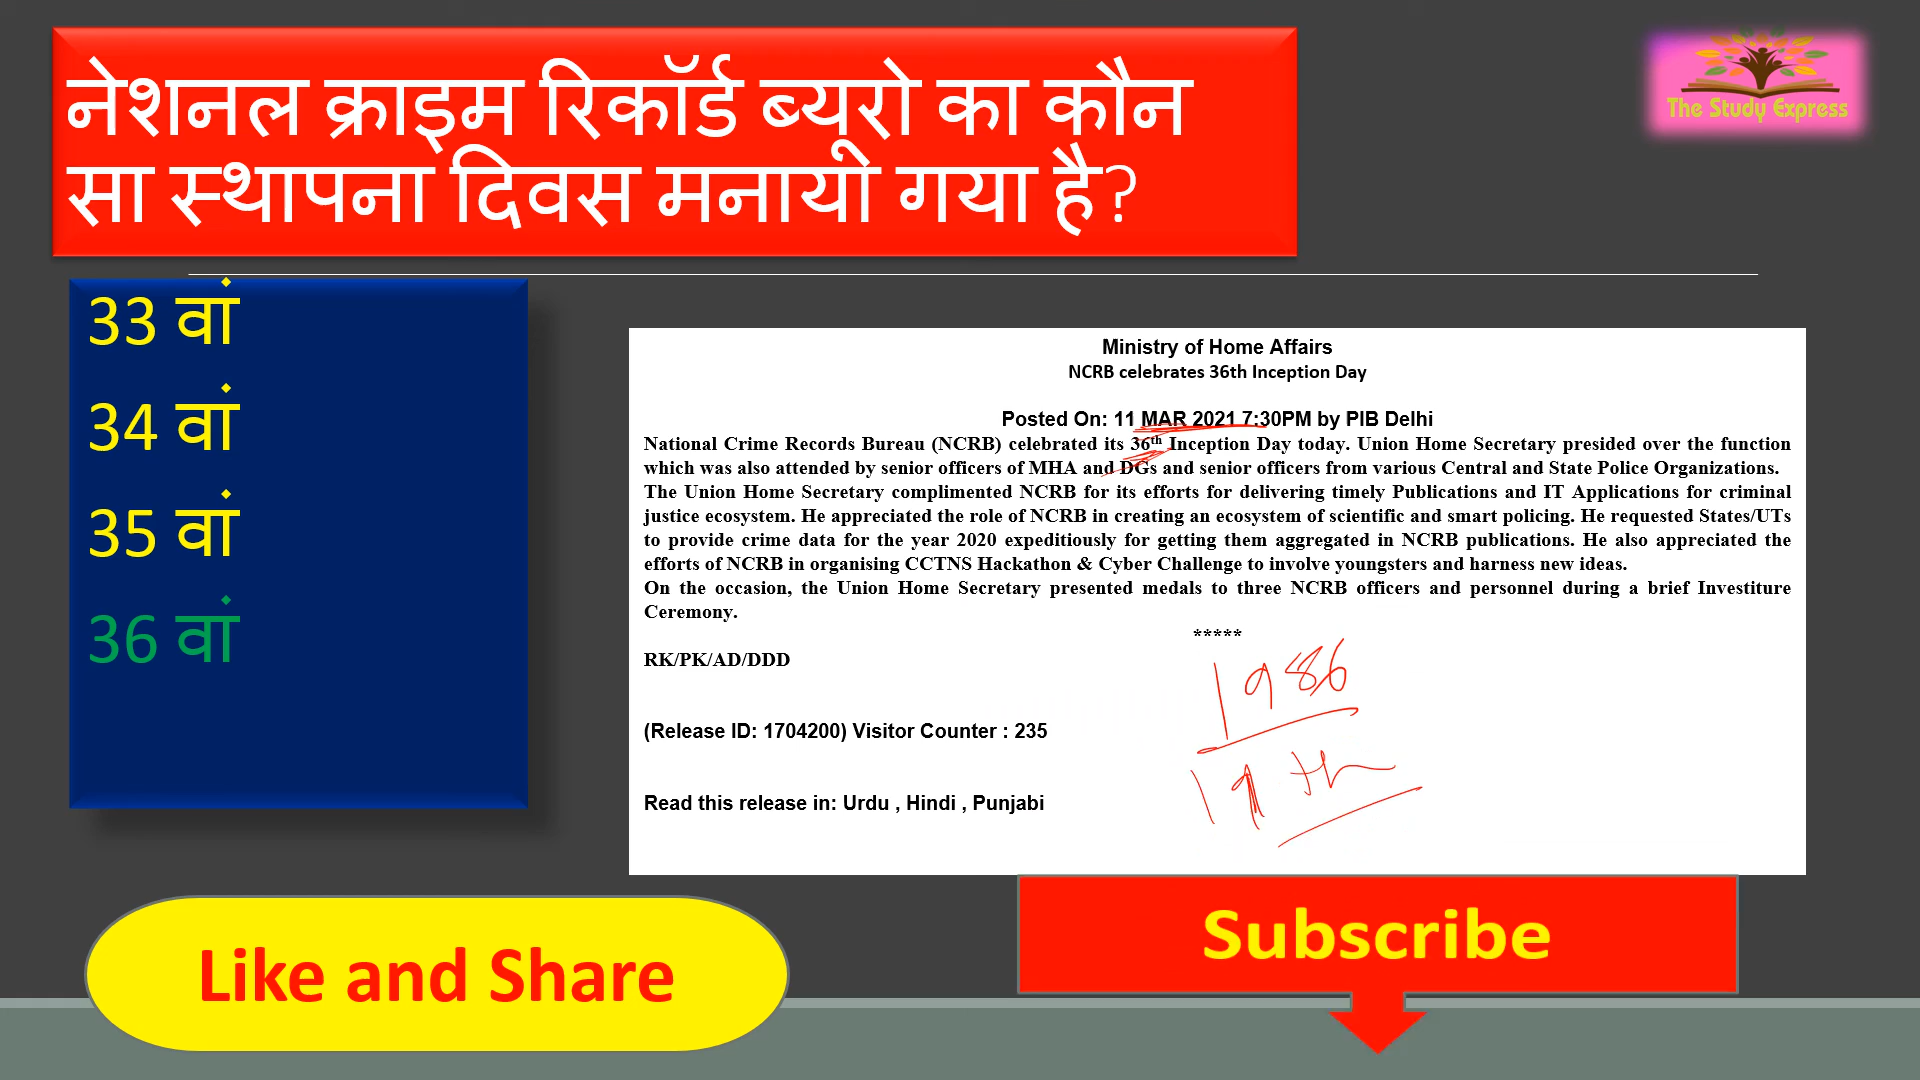 नेशनल क्राइम रिकॉर्ड ब्यूरो का कौन
सा स्थापना दिवस मनाया गया है?
The Study Express
33 वां
34 वां
35 वां
36 वां
Ministry of Home Affairs
NCRB celebrates 36th Inception Day
Posted On: 11 MAR 2021 7:30PM by PIB Delhi
National Crime Records Bureau (NCRB) celebrated its 36th Inception Day today. Union Home Secretary presided over the function
which was also attended by senior officers of MHA and DGs and senior officers from various Central and State Police Organizations.
The Union Home Secretary complimented NCRB for its efforts for delivering timely Publications and IT Applications for criminal
justice ecosystem. He appreciated the role of NCRB in creating an ecosystem of scientific and smart policing. He requested States/UTs
to provide crime data for the year 2020 expeditiously for getting them aggregated in NCRB publications. He also appreciated the
efforts of NCRB in organising CCTNS Hackathon & Cyber Challenge to involve youngsters and harness new ideas.
On the occasion, the Union Home Secretary presented medals to three NCRB officers and personnel during a brief Investiture
Ceremony.
*****
RK/PK/AD/DDD
1986
(Release ID: 1704200) Visitor Counter : 235
19 th
Read this release in: Urdu , Hindi , Punjabi
Like and Share
Subscribe